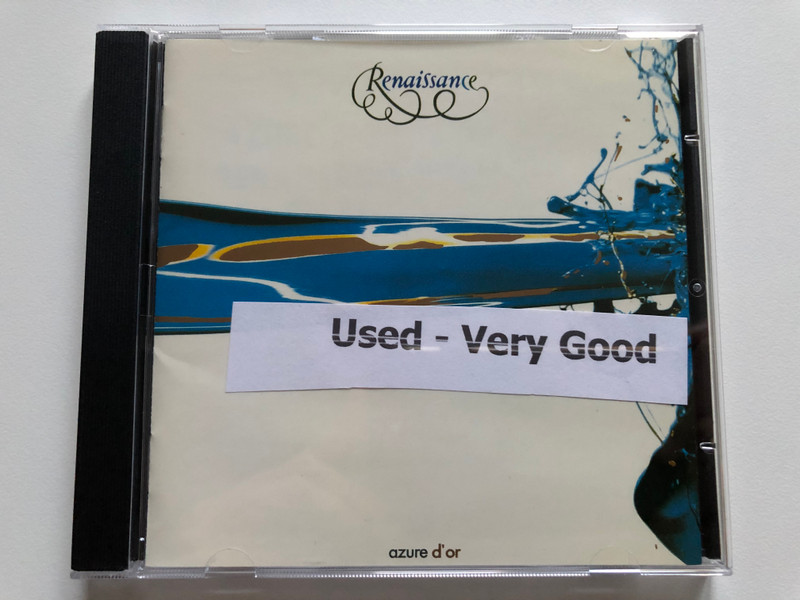 Renaissance
Used - Very Good
azure d'or